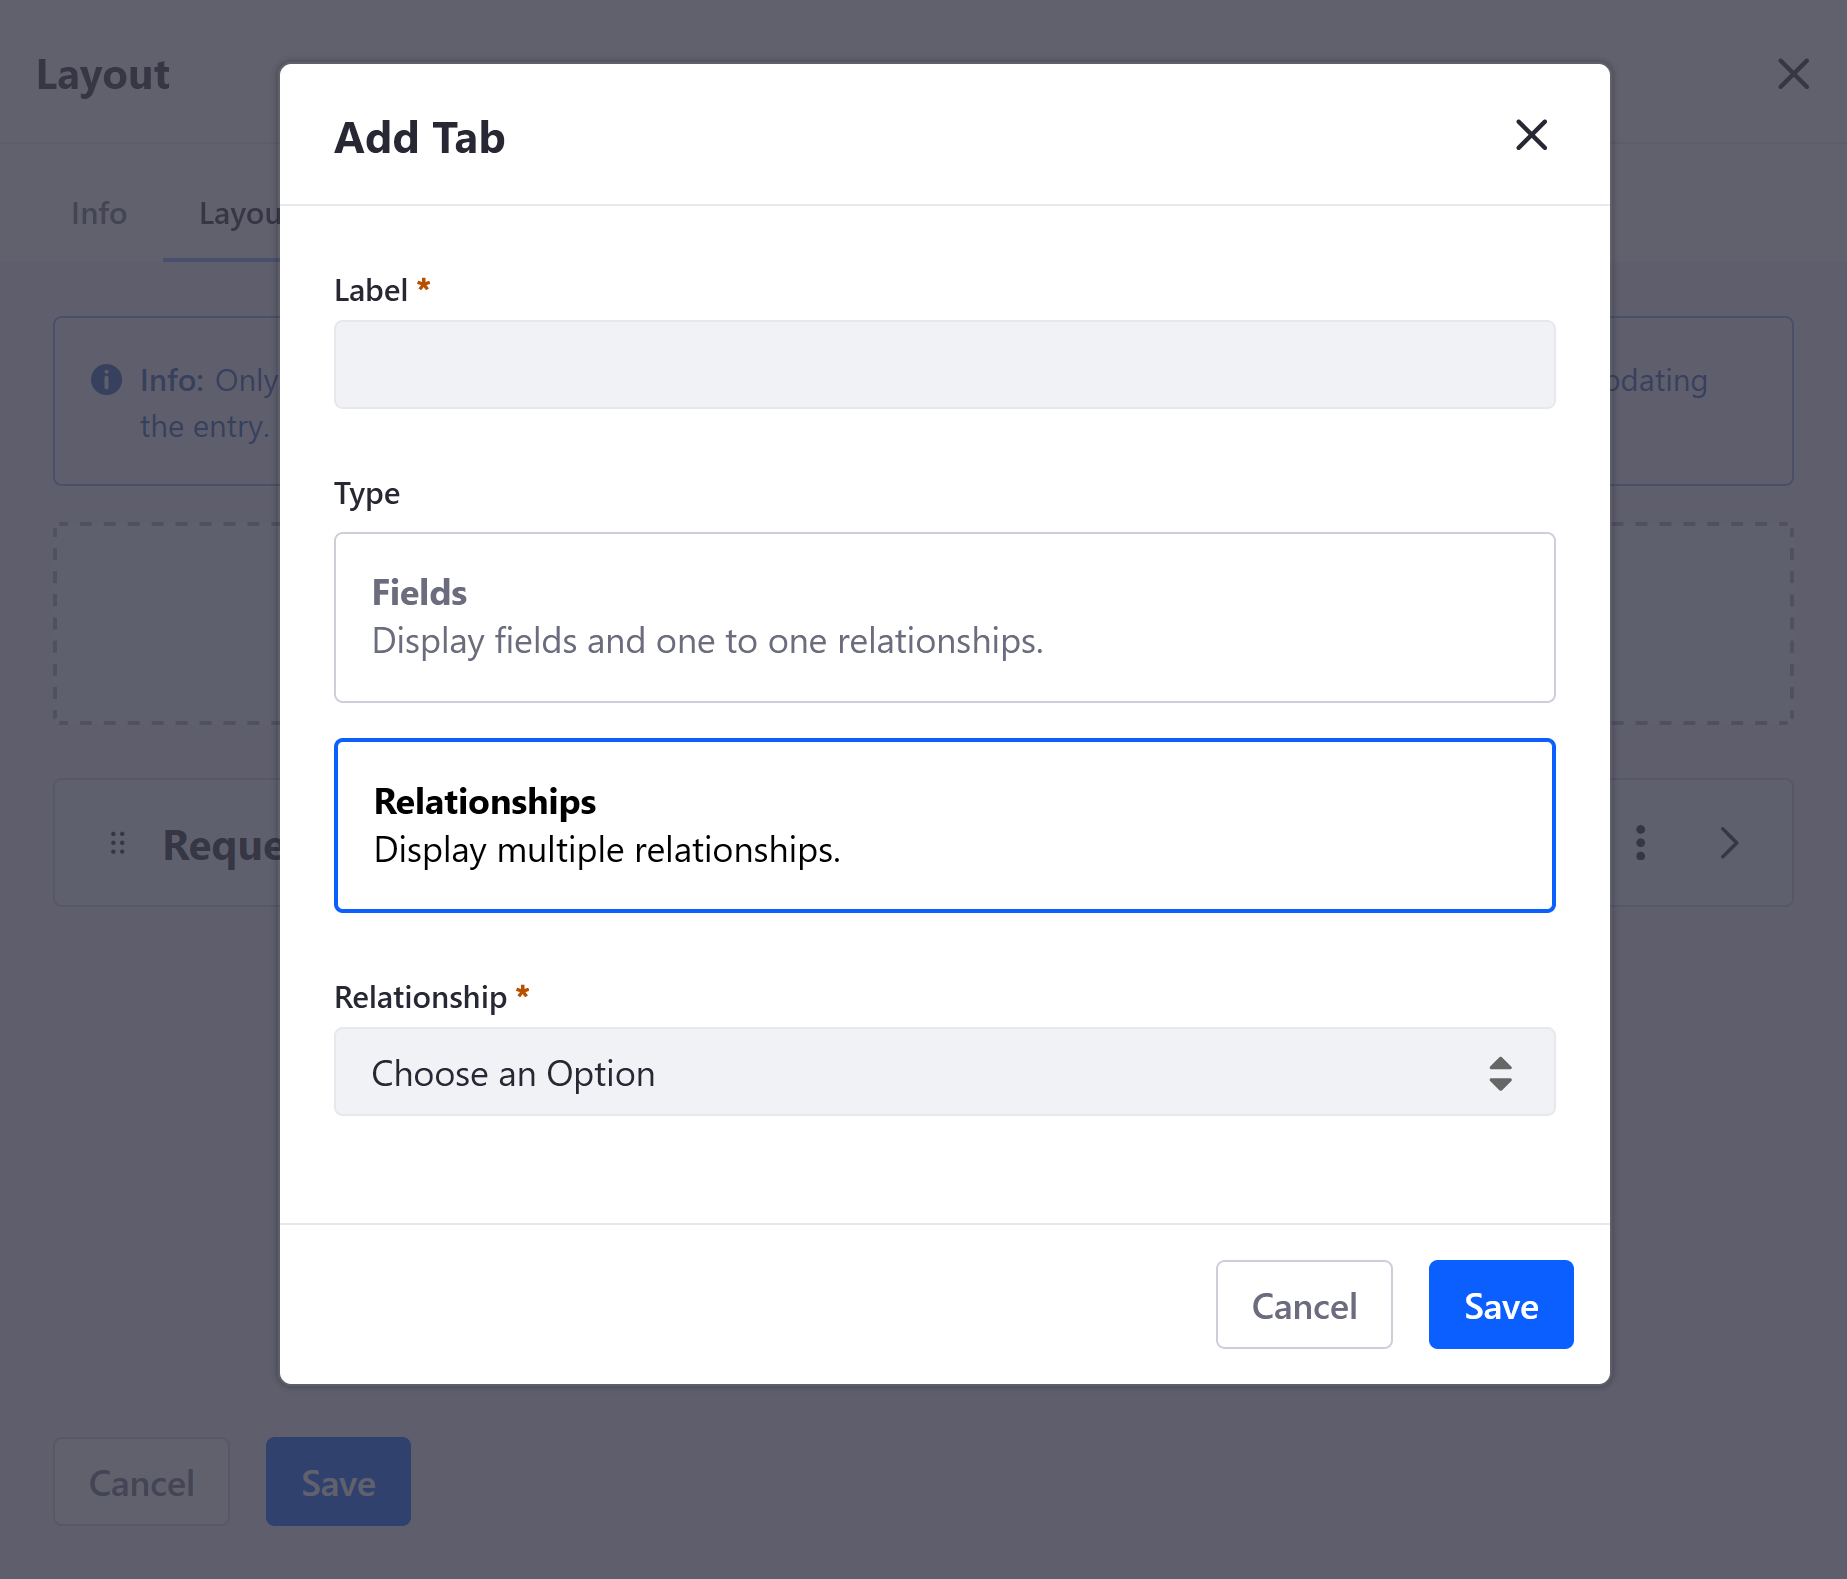 Layout
Add Tab
Info
Layou
Label *
Info: Only
the entry.
pdating
Type
Fields
Display fields and one to one relationships.
Relationships
Display multiple relationships.
Reque
Relationship *
Choose an Option
Cancel
Save
Cancel
Save